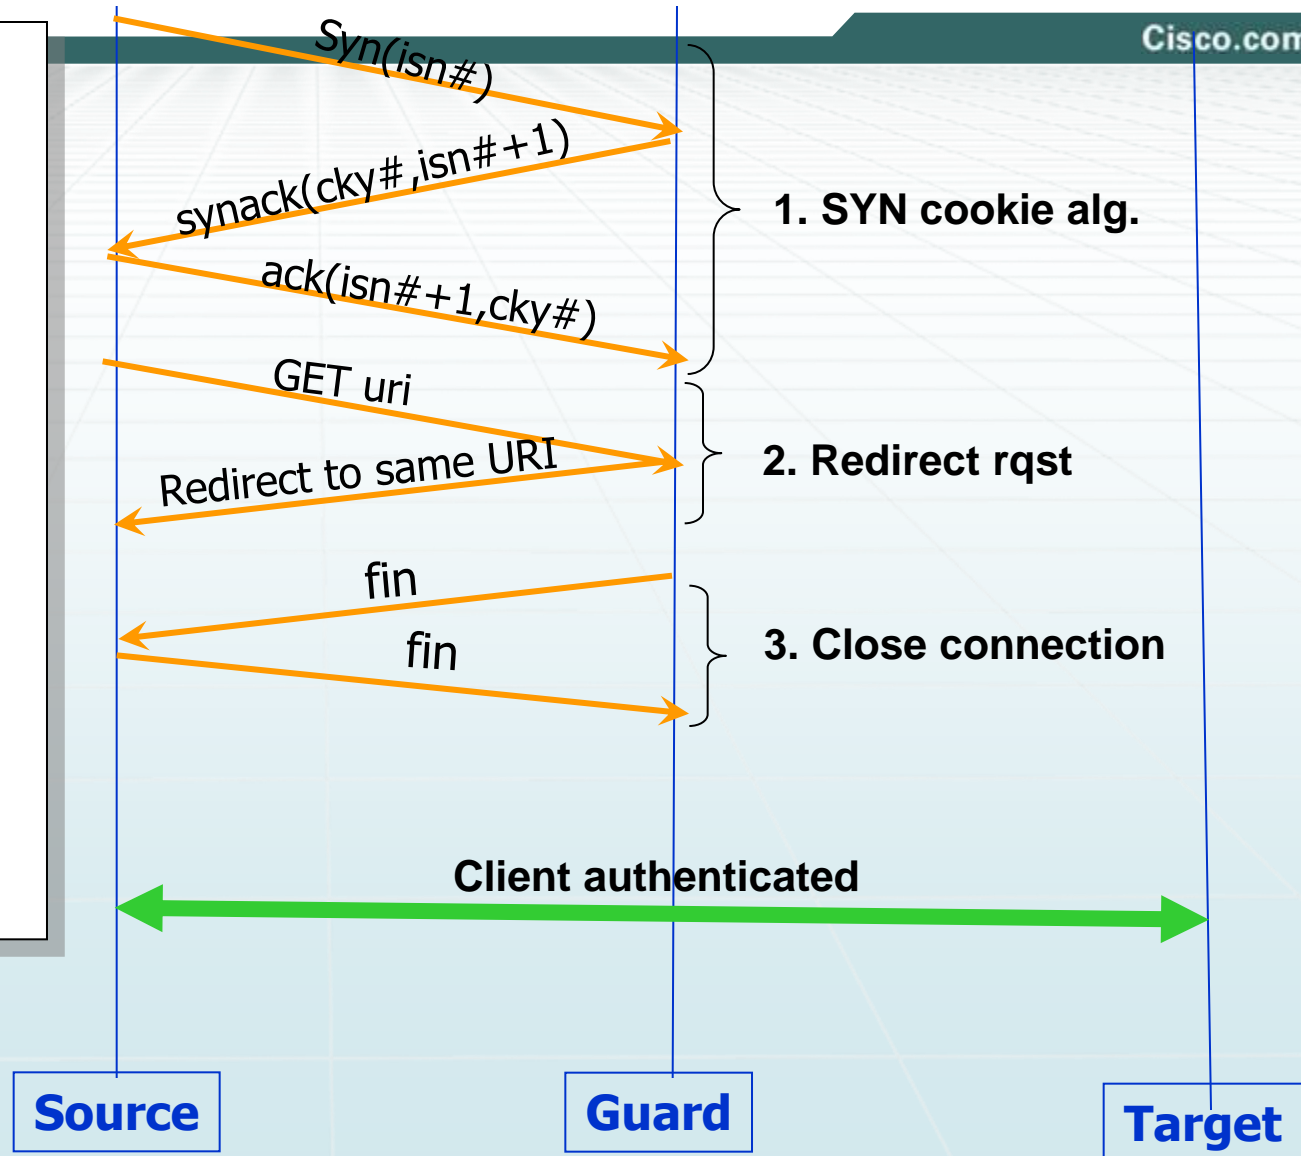 Cisco.com
Syn(isn#)
synack(cky#,isn#+1)
1. SYN cookie alg.
ack(isn#+1,cky#)
GET uri
Redirect to same URI
2. Redirect rqst
fin
fin
3. Close connection
Client authenticated
Source
Guard
Target